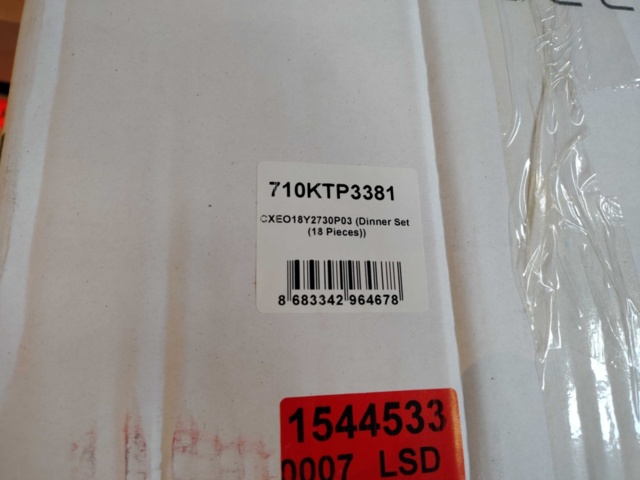 710KTP3381
CXEO18Y2730P03 (Dinner Set
(18 Pieces))
8 683342 964678
1544533
0007 LSD